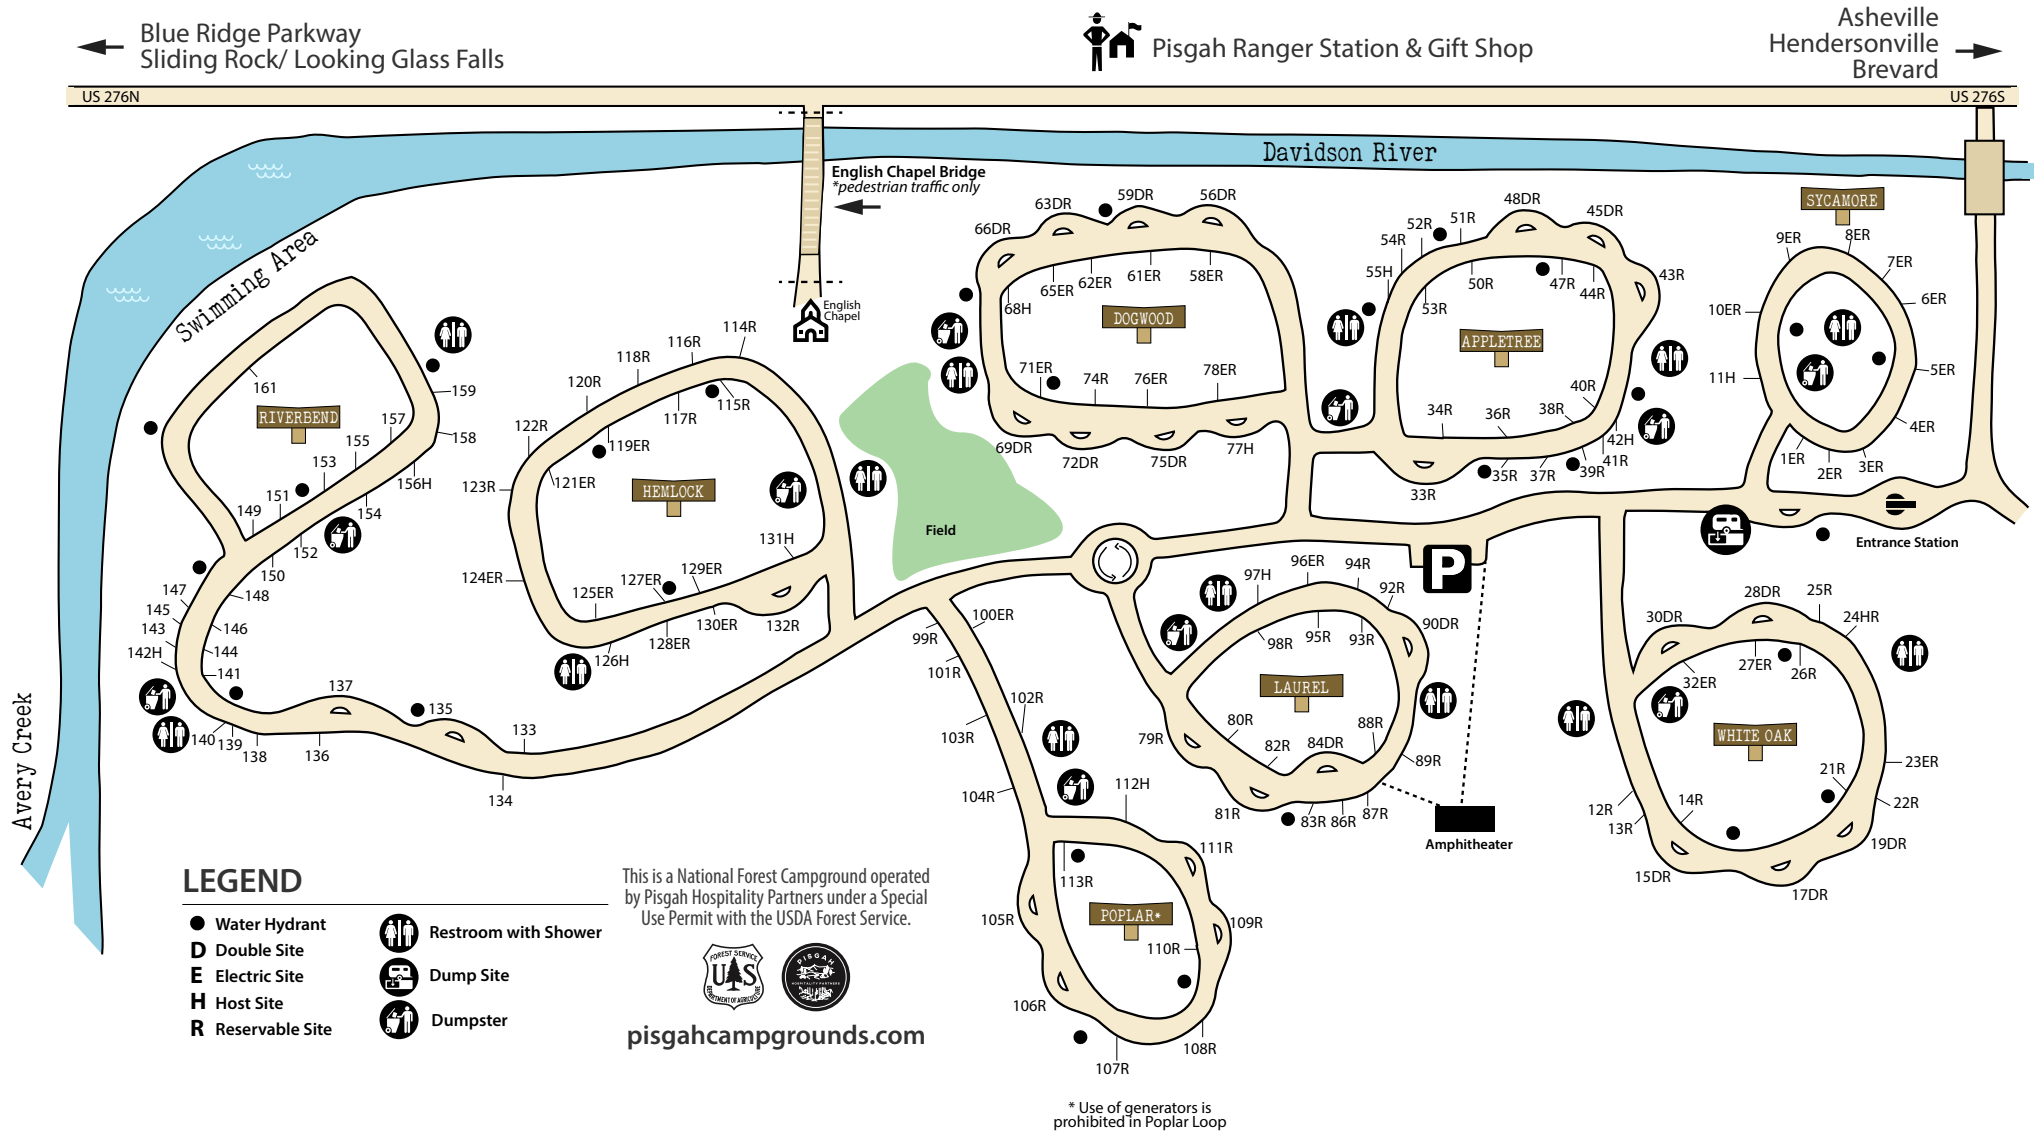 Blue Ridge Parkway
Sliding Rock/ Looking Glass Falls
Pisgah Ranger Station & Gift Shop
Asheville
Hendersonville
Brevard
US 276N
US 276S
Davidson River
English Chapel Bridge
*pedestrian traffic only
English
Chapel
Swimming Area
Avery Creek
Field
Entrance Station
Amphitheater
P
SYCAMORE
9ER
8ER
7ER
6ER
10ER
5ER
11H
4ER
1ER
2ER
3ER
DOGWOOD
63DR
59DR
56DR
66DR
65ER
62ER
61ER
58ER
68H
71ER
74R
76ER
78ER
69DR
72DR
75DR
77H
APPLETREE
48DR
45DR
51R
52R
54R
55H
43R
50R
47R
44R
53R
40R
38R
34R
36R
42H
41R
39R
37R
35R
33R
RIVERBEND
161
159
158
157
155
153
151
149
156H
154
152
150
148
147
145
143
142H
146
144
141
140
139
138
137
136
135
133
134
HEMLOCK
114R
116R
118R
120R
122R
115R
117R
119ER
121ER
123R
124ER
131H
129ER
127ER
125ER
132R
130ER
128ER
126H
LAUREL
96ER
94R
97H
92R
90DR
98R
95R
93R
80R
82R
84DR
88R
89R
79R
81R
83R
86R
87R
POPLAR*
100ER
99R
101R
102R
103R
104R
112H
111R
113R
105R
109R
110R
106R
108R
107R
WHITE OAK
28DR
25R
24HR
30DR
27ER
26R
32ER
23ER
21R
22R
12R
13R
14R
19DR
15DR
17DR
LEGEND
Water Hydrant
D Double Site
E Electric Site
H Host Site
R Reservable Site
Restroom with Shower
Dump Site
Dumpster
This is a National Forest Campground operated
by Pisgah Hospitality Partners under a Special
Use Permit with the USDA Forest Service.
FOREST SERVICE
U S
DEPARTMENT OF AGRICULTURE
PISGAH
HOSPITALITY PARTNERS
pisgahcampgrounds.com
* Use of generators is
prohibited in Poplar Loop